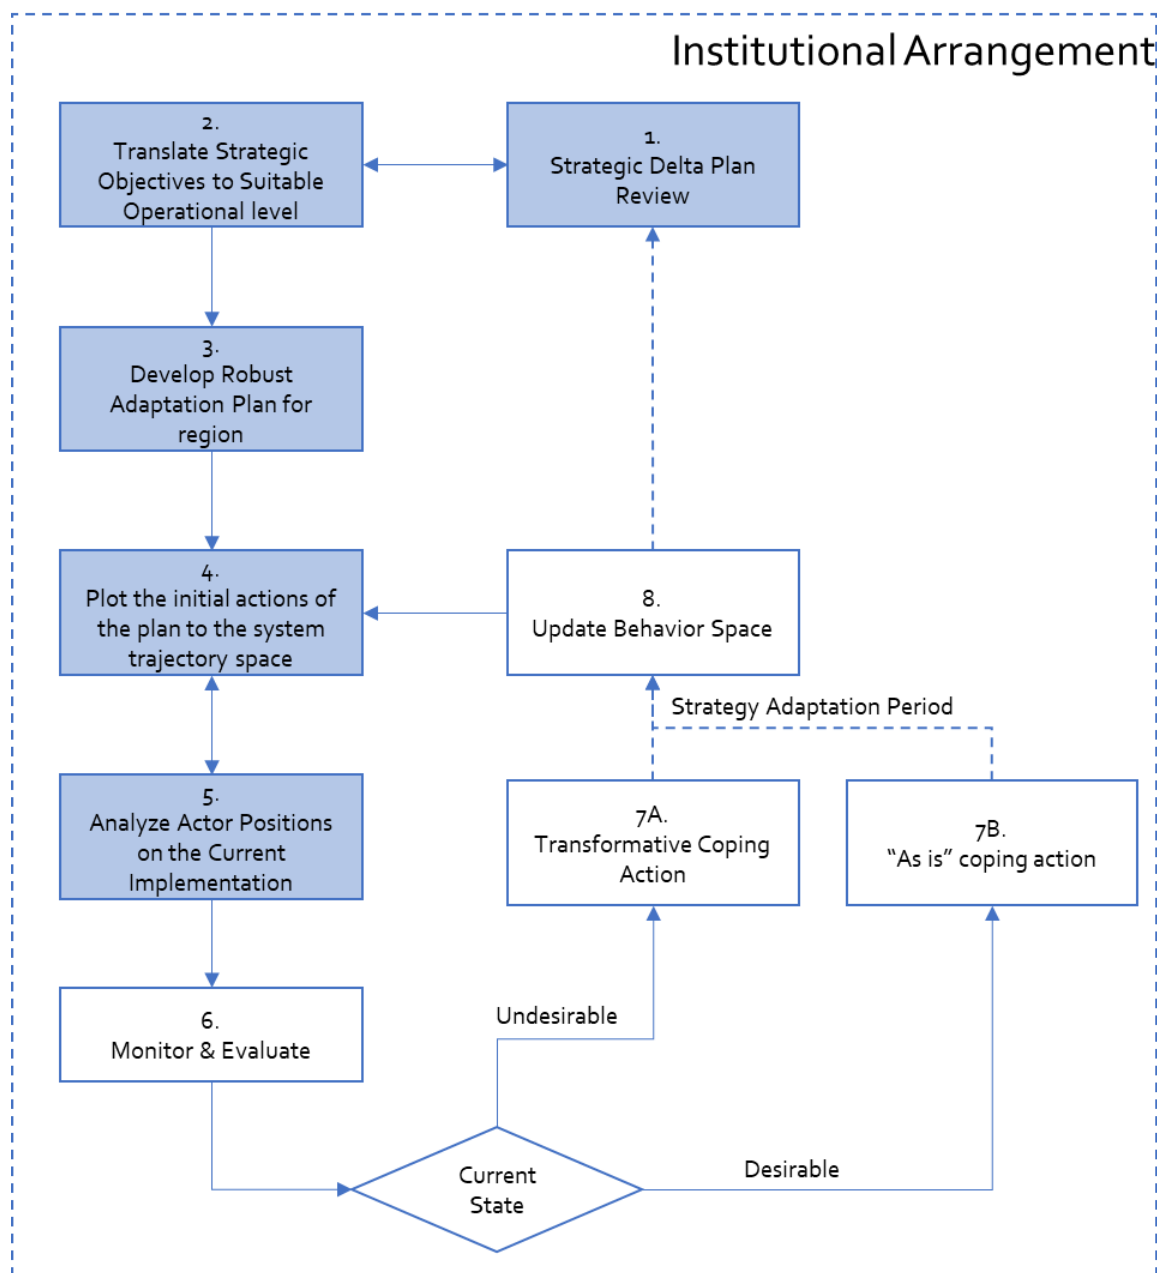 Institutional Arrangement
2.
Translate Strategic
Objectives to Suitable
Operational level
1.
Strategic Delta Plan
Review
3.
Develop Robust
Adaptation Plan for
region
4.
Plot the initial actions of
the plan to the system
trajectory space
8.
Update Behavior Space
Strategy Adaptation Period
5.
Analyze Actor Positions
on the Current
Implementation
7A.
Transformative Coping
Action
7B.
“As is” coping action
6.
Monitor & Evaluate
Undesirable
Current
State
Desirable